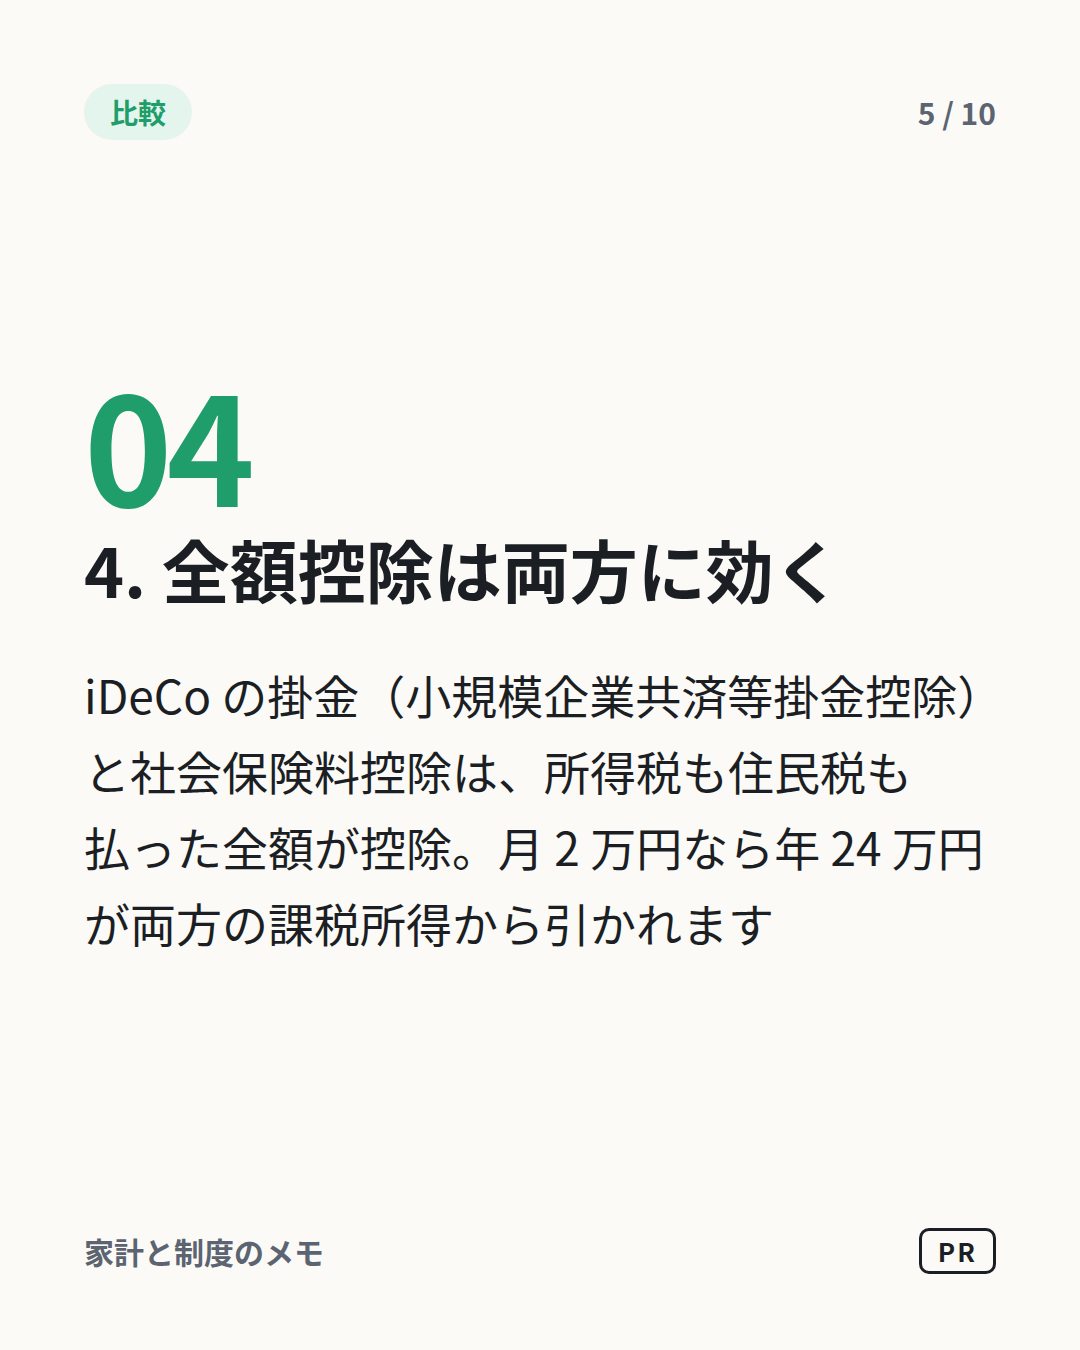 比較
5 / 10
04
4. 全額控除は両方に効く
iDeCo の掛金（小規模企業共済等掛金控除）
と社会保険料控除は、所得税も住民税も
払った全額が控除。月 2 万円なら年 24 万円
が両方の課税所得から引かれます
家計と制度のメモ
PR